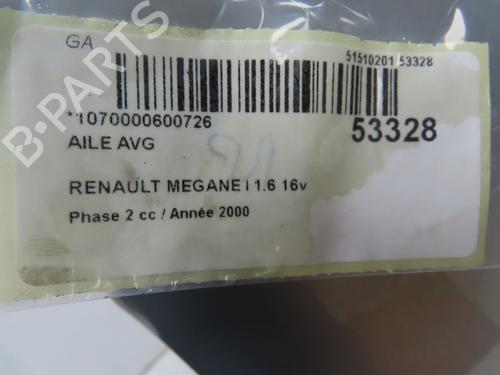 GA
51510201 53328
*1070000600726
53328
AILE AVG
RENAULT MEGANE I 1.6 16v
Phase 2 cc / Année 2000
B-PARTS